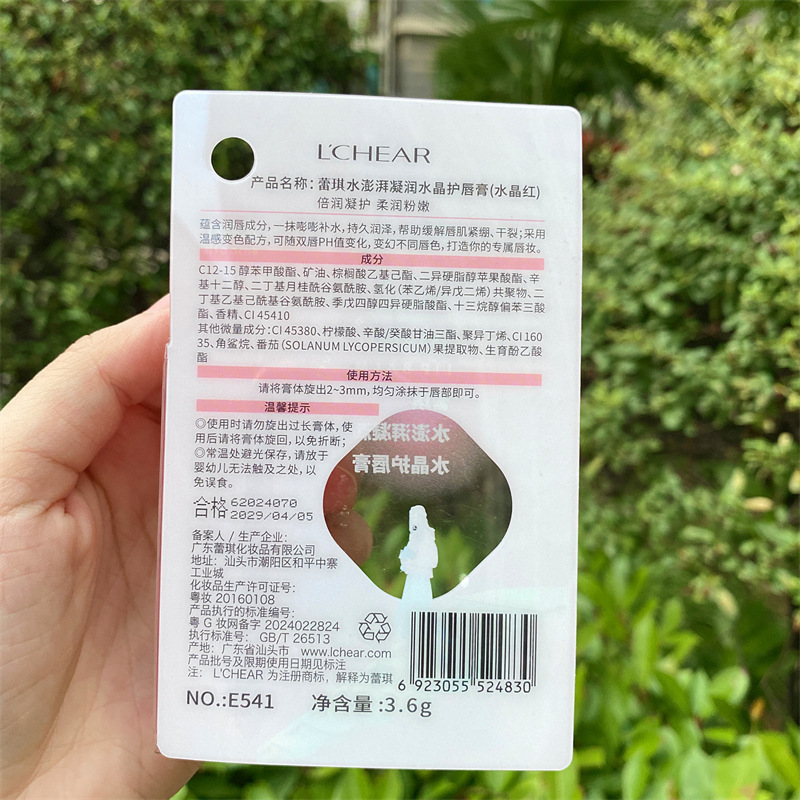 L'CHEAR
产品名称：蕾琪水澎湃凝润水晶护唇膏(水晶红)
倍润凝护 柔润粉嫩
蕴含润唇成分，一抹嘭嘭补水，持久润泽，帮助缓解唇肌紧绷、干裂；采用
温感变色配方，可随双唇PH值变化，变幻不同唇色，打造你的专属唇妆。
成分
C12-15 醇苯甲酸酯、矿油、棕榈酸乙基己酯、二异硬脂醇苹果酸酯、辛
基十二醇、二丁基月桂酰谷氨酰胺、氢化（苯乙烯/异戊二烯）共聚物、二
丁基乙基己酰基谷氨酰胺、季戊四醇四异硬脂酸酯、十三烷醇偏苯三酸
酯、香精、CI 45410
其他微量成分：CI 45380、柠檬酸、辛酸/癸酸甘油三酯、聚异丁烯、CI 160
35、角鲨烷、番茄（SOLANUM LYCOPERSICUM）果提取物、生育酚乙酸
酯
使用方法
请将膏体旋出2~3mm，均匀涂抹于唇部即可。
温馨提示
◎使用时请勿旋出过长膏体，使
用后请将膏体旋回，以免折断；
◎常温处避光保存，请放于
婴幼儿无法触及之处，以
免误食。
水澎湃凝润
水晶护唇膏
合格 62024070
2029/04/05
备案人／生产企业：
广东蕾琪化妆品有限公司
地址：汕头市潮阳区和平中寨
工业城
化妆品生产许可证号：
粤妆 20160108
产品执行的标准编号：
粤 G 妆网备字 2024022824
执行标准号： GB/T 26513
产地：广东省汕头市 www.lchear.com
产品批号及限期使用日期见标注
注： L'CHEAR 为注册商标，解释为蕾琪
6 923055 524830
NO.:E541 净含量:3.6g